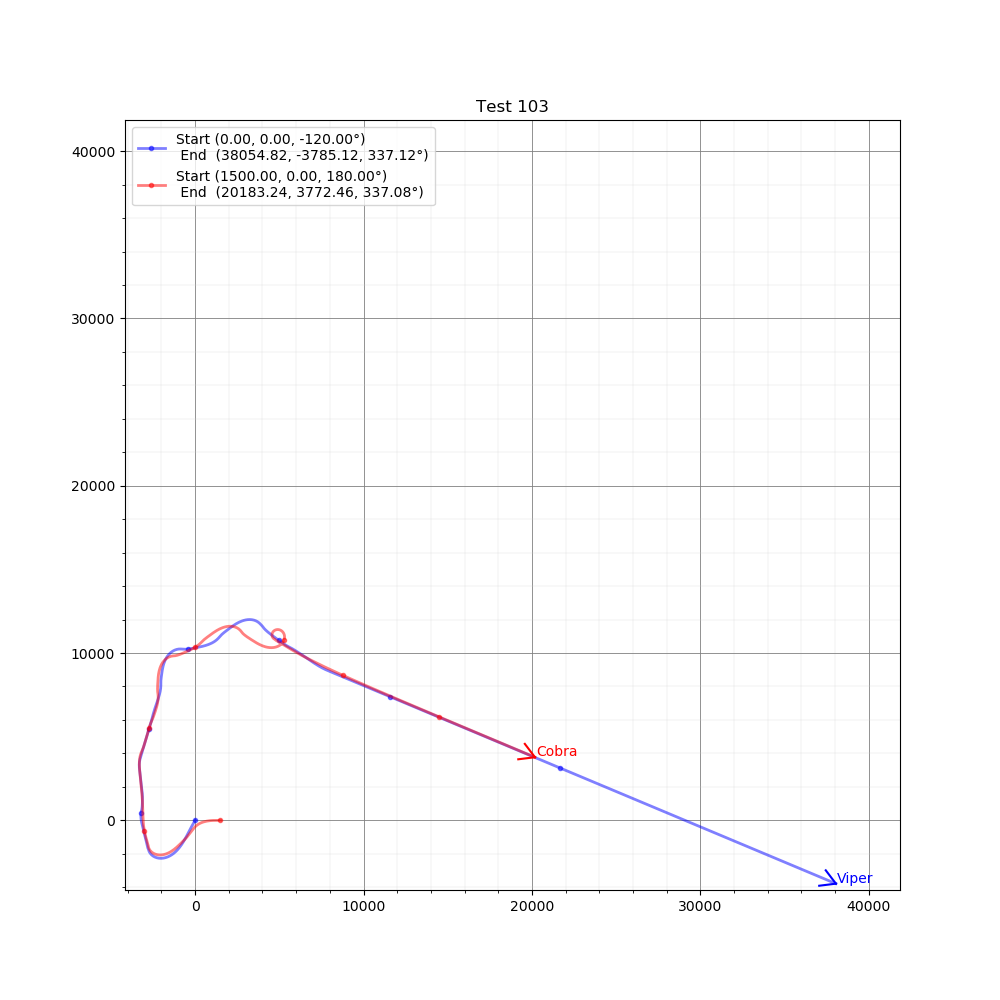 Test 103
Start (0.00, 0.00, -120.00°)
End  (38054.82, -3785.12, 337.12°)
Start (1500.00, 0.00, 180.00°)
End  (20183.24, 3772.46, 337.08°)
40000
30000
20000
10000
0
Cobra
Viper
0
10000
20000
30000
40000